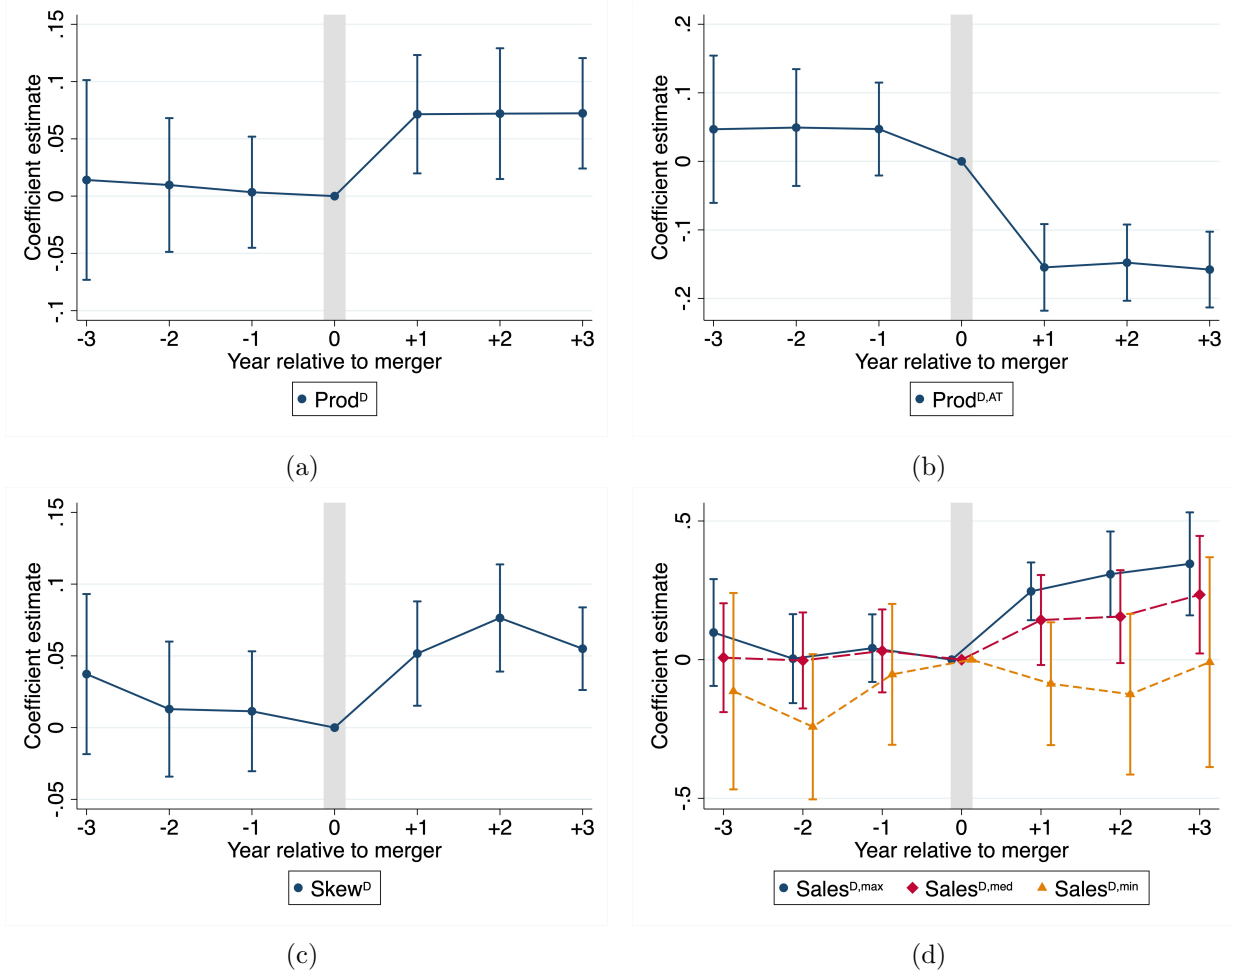 Coefficient estimate
.15
.1
.05
0
-.05
-.1
-3 -2 -1 0 +1 +2 +3
Year relative to merger
Prod^D
(a)
Coefficient estimate
.2
.1
0
-.1
-.2
-3 -2 -1 0 +1 +2 +3
Year relative to merger
Prod^D,AT
(b)
Coefficient estimate
.15
.1
.05
0
-.05
-3 -2 -1 0 +1 +2 +3
Year relative to merger
Skew^D
(c)
Coefficient estimate
.5
0
-.5
-3 -2 -1 0 +1 +2 +3
Year relative to merger
Sales^D,max Sales^D,med Sales^D,min
(d)